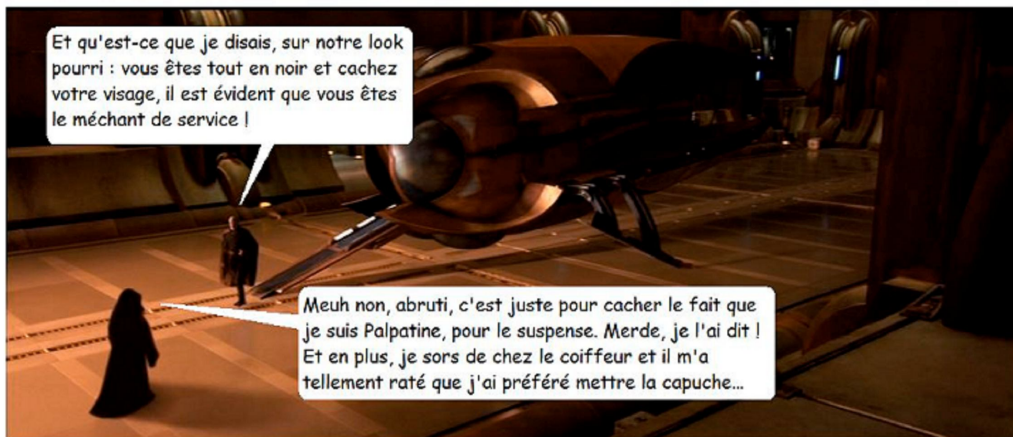 Et qu'est-ce que je disais, sur notre look
pourri : vous êtes tout en noir et cachez
votre visage, il est évident que vous êtes
le méchant de service !
Meuh non, abruti, c'est juste pour cacher le fait que
je suis Palpatine, pour le suspense. Merde, je l'ai dit !
Et en plus, je sors de chez le coiffeur et il m'a
tellement raté que j'ai préféré mettre la capuche...